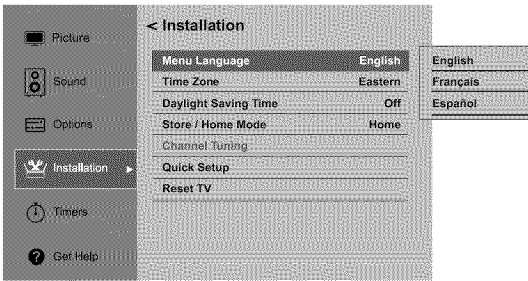 Picture
Sound
Options
Installation
Timers
Get Help
< Installation
Menu Language English
Time Zone Eastern
Daylight Saving Time Off
Store / Home Mode Home
Channel Tuning
Quick Setup
Reset TV
English
Français
Español